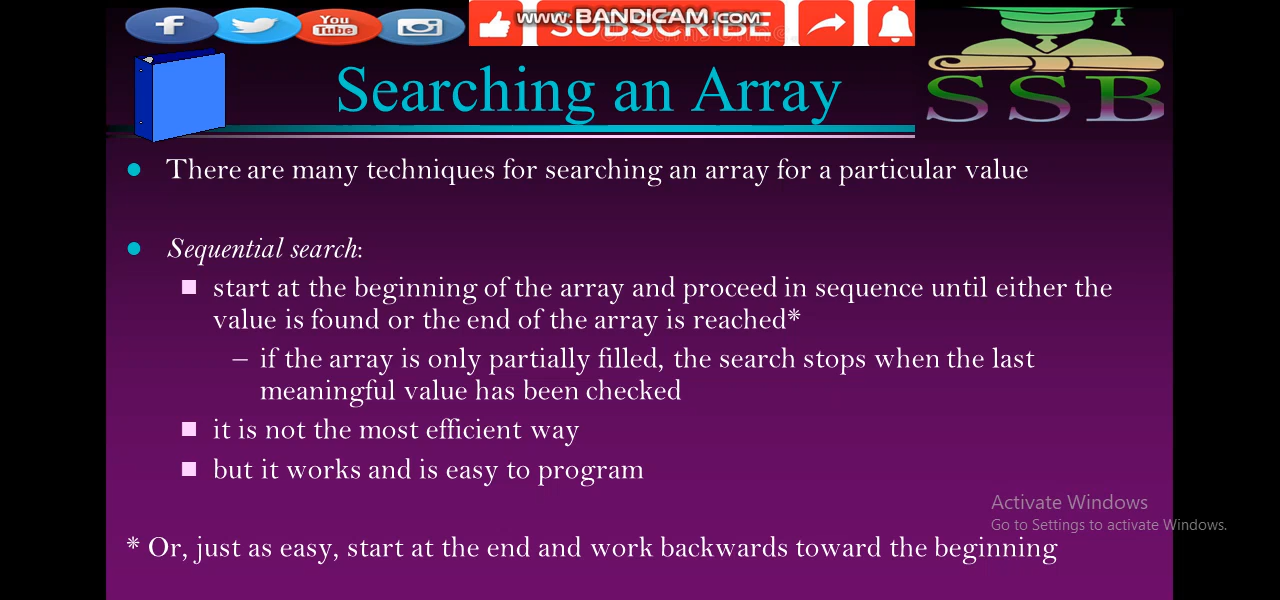 f
You
Tube
www.BANDICAM.com
SUBSCRIBE
Searching an Array
SSB
• There are many techniques for searching an array for a particular value
• Sequential search:
■ start at the beginning of the array and proceed in sequence until either the
value is found or the end of the array is reached*
– if the array is only partially filled, the search stops when the last
meaningful value has been checked
■ it is not the most efficient way
■ but it works and is easy to program
Activate Windows
Go to Settings to activate Windows.
* Or, just as easy, start at the end and work backwards toward the beginning